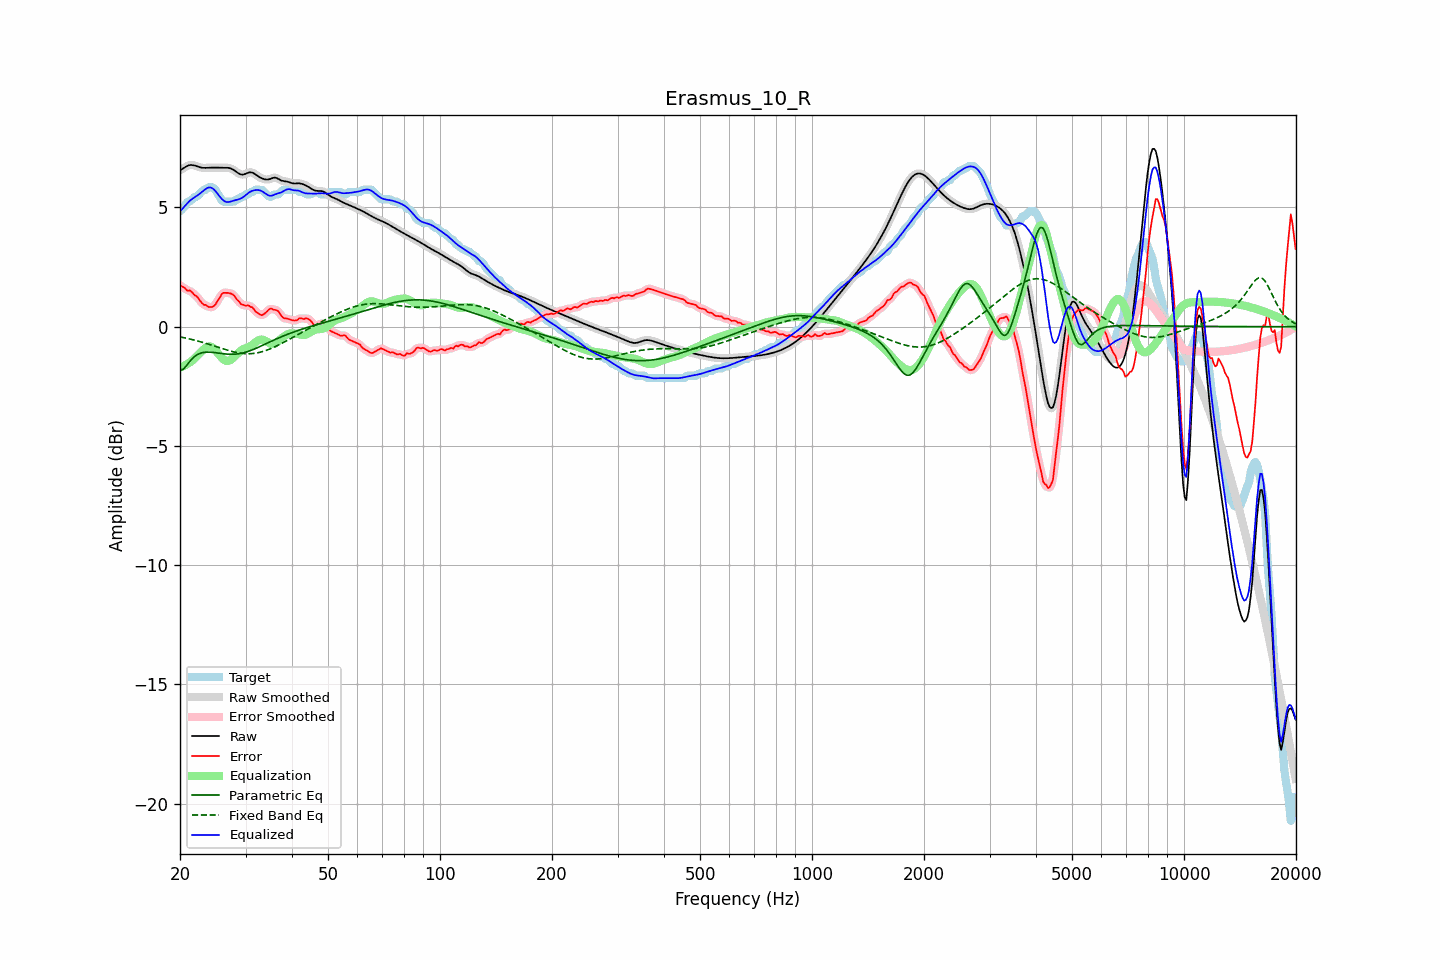 Erasmus_10_R
Amplitude (dBr)
5
0
−5
−10
−15
−20
Target
Raw Smoothed
Error Smoothed
Raw
Error
Equalization
Parametric Eq
Fixed Band Eq
Equalized
20 50 100 200 500 1000 2000 5000 10000 20000
Frequency (Hz)